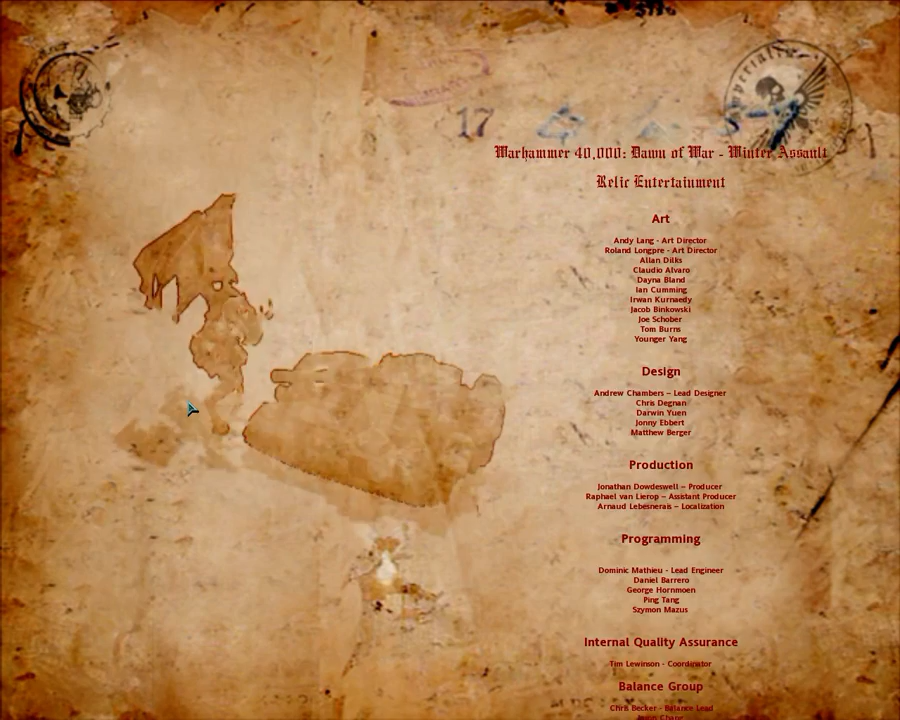 17
Imperialis
Warhammer 40,000: Dawn of War - Winter Assault
Relic Entertainment
Art
Andy Lang - Art Director
Roland Longpre - Art Director
Allan Dilks
Claudio Alvaro
Dayna Bland
Ian Cumming
Irwan Kurnaedy
Jacob Binkowski
Joe Schober
Tom Burns
Younger Yang
Design
Andrew Chambers – Lead Designer
Chris Degnan
Darwin Yuen
Jonny Ebbert
Matthew Berger
Production
Jonathan Dowdeswell – Producer
Raphael van Lierop – Assistant Producer
Arnaud Lebesnerais – Localization
Programming
Dominic Mathieu - Lead Engineer
Daniel Barrero
George Hornmoen
Ping Tang
Szymon Mazus
Internal Quality Assurance
Tim Lewinson - Coordinator
Balance Group
Chris Becker - Balance Lead